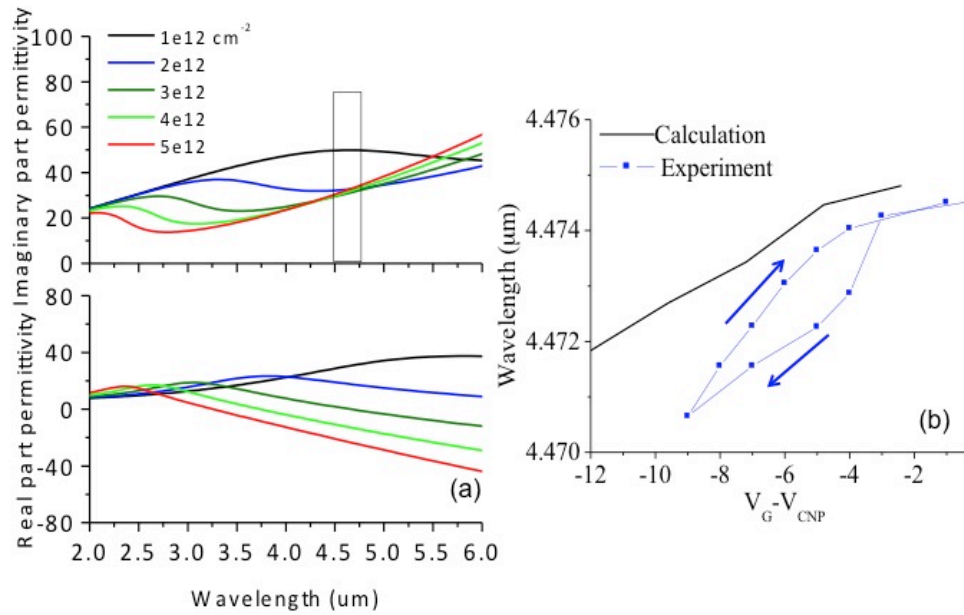 Imaginary part permittivity
100
80
60
40
20
0
1e12 cm⁻²
2e12
3e12
4e12
5e12
Real part permittivity
80
40
0
-40
-80
(a)
2.0 2.5 3.0 3.5 4.0 4.5 5.0 5.5 6.0
Wavelength (um)
Wavelength (μm)
4.476
4.474
4.472
4.470
Calculation
Experiment
(b)
-12 -10 -8 -6 -4 -2
V_G-V_CNP